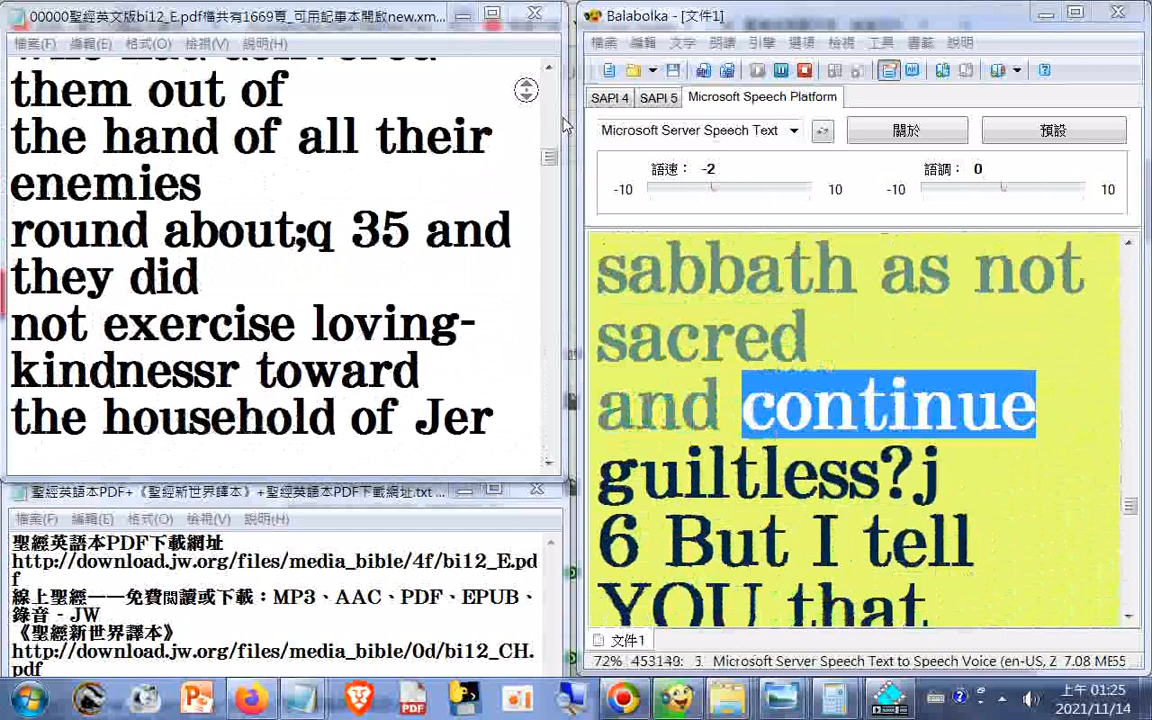 00000聖經英文版bi12_E.pdf檔共有1669頁_可用記事本開啟new.xm...
檔案(F) 編輯(E) 格式(O) 檢視(V) 說明(H)
them out of
the hand of all their
enemies
round about;q 35 and
they did
not exercise loving-
kindnessr toward
the household of Jer
聖經英語本PDF+《聖經新世界譯本》+聖經英語本PDF下載網址.txt ...
檔案(F) 編輯(E) 格式(O) 檢視(V) 說明(H)
聖經英語本PDF下載網址
http://download.jw.org/files/media_bible/4f/bi12_E.pd
f
線上聖經——免費閱讀或下載：MP3、AAC、PDF、EPUB、
錄音 - JW
《聖經新世界譯本》
http://download.jw.org/files/media_bible/0d/bi12_CH.
pdf
Balabolka - [文件1]
檔案 編輯 文字 朗讀 引擎 選項 檢視 工具 書籤 說明
SAPI 4 SAPI 5 Microsoft Speech Platform
Microsoft Server Speech Text 關於 預設
語速： -2 語調： 0
-10 10 -10 10
sabbath as not
sacred
and continue
guiltless?j
6 But I tell
YOU that
文件1
72% 453149: Microsoft Server Speech Text to Speech Voice (en-US, Z 7.08 ME55
上午 01:25
2021/11/14